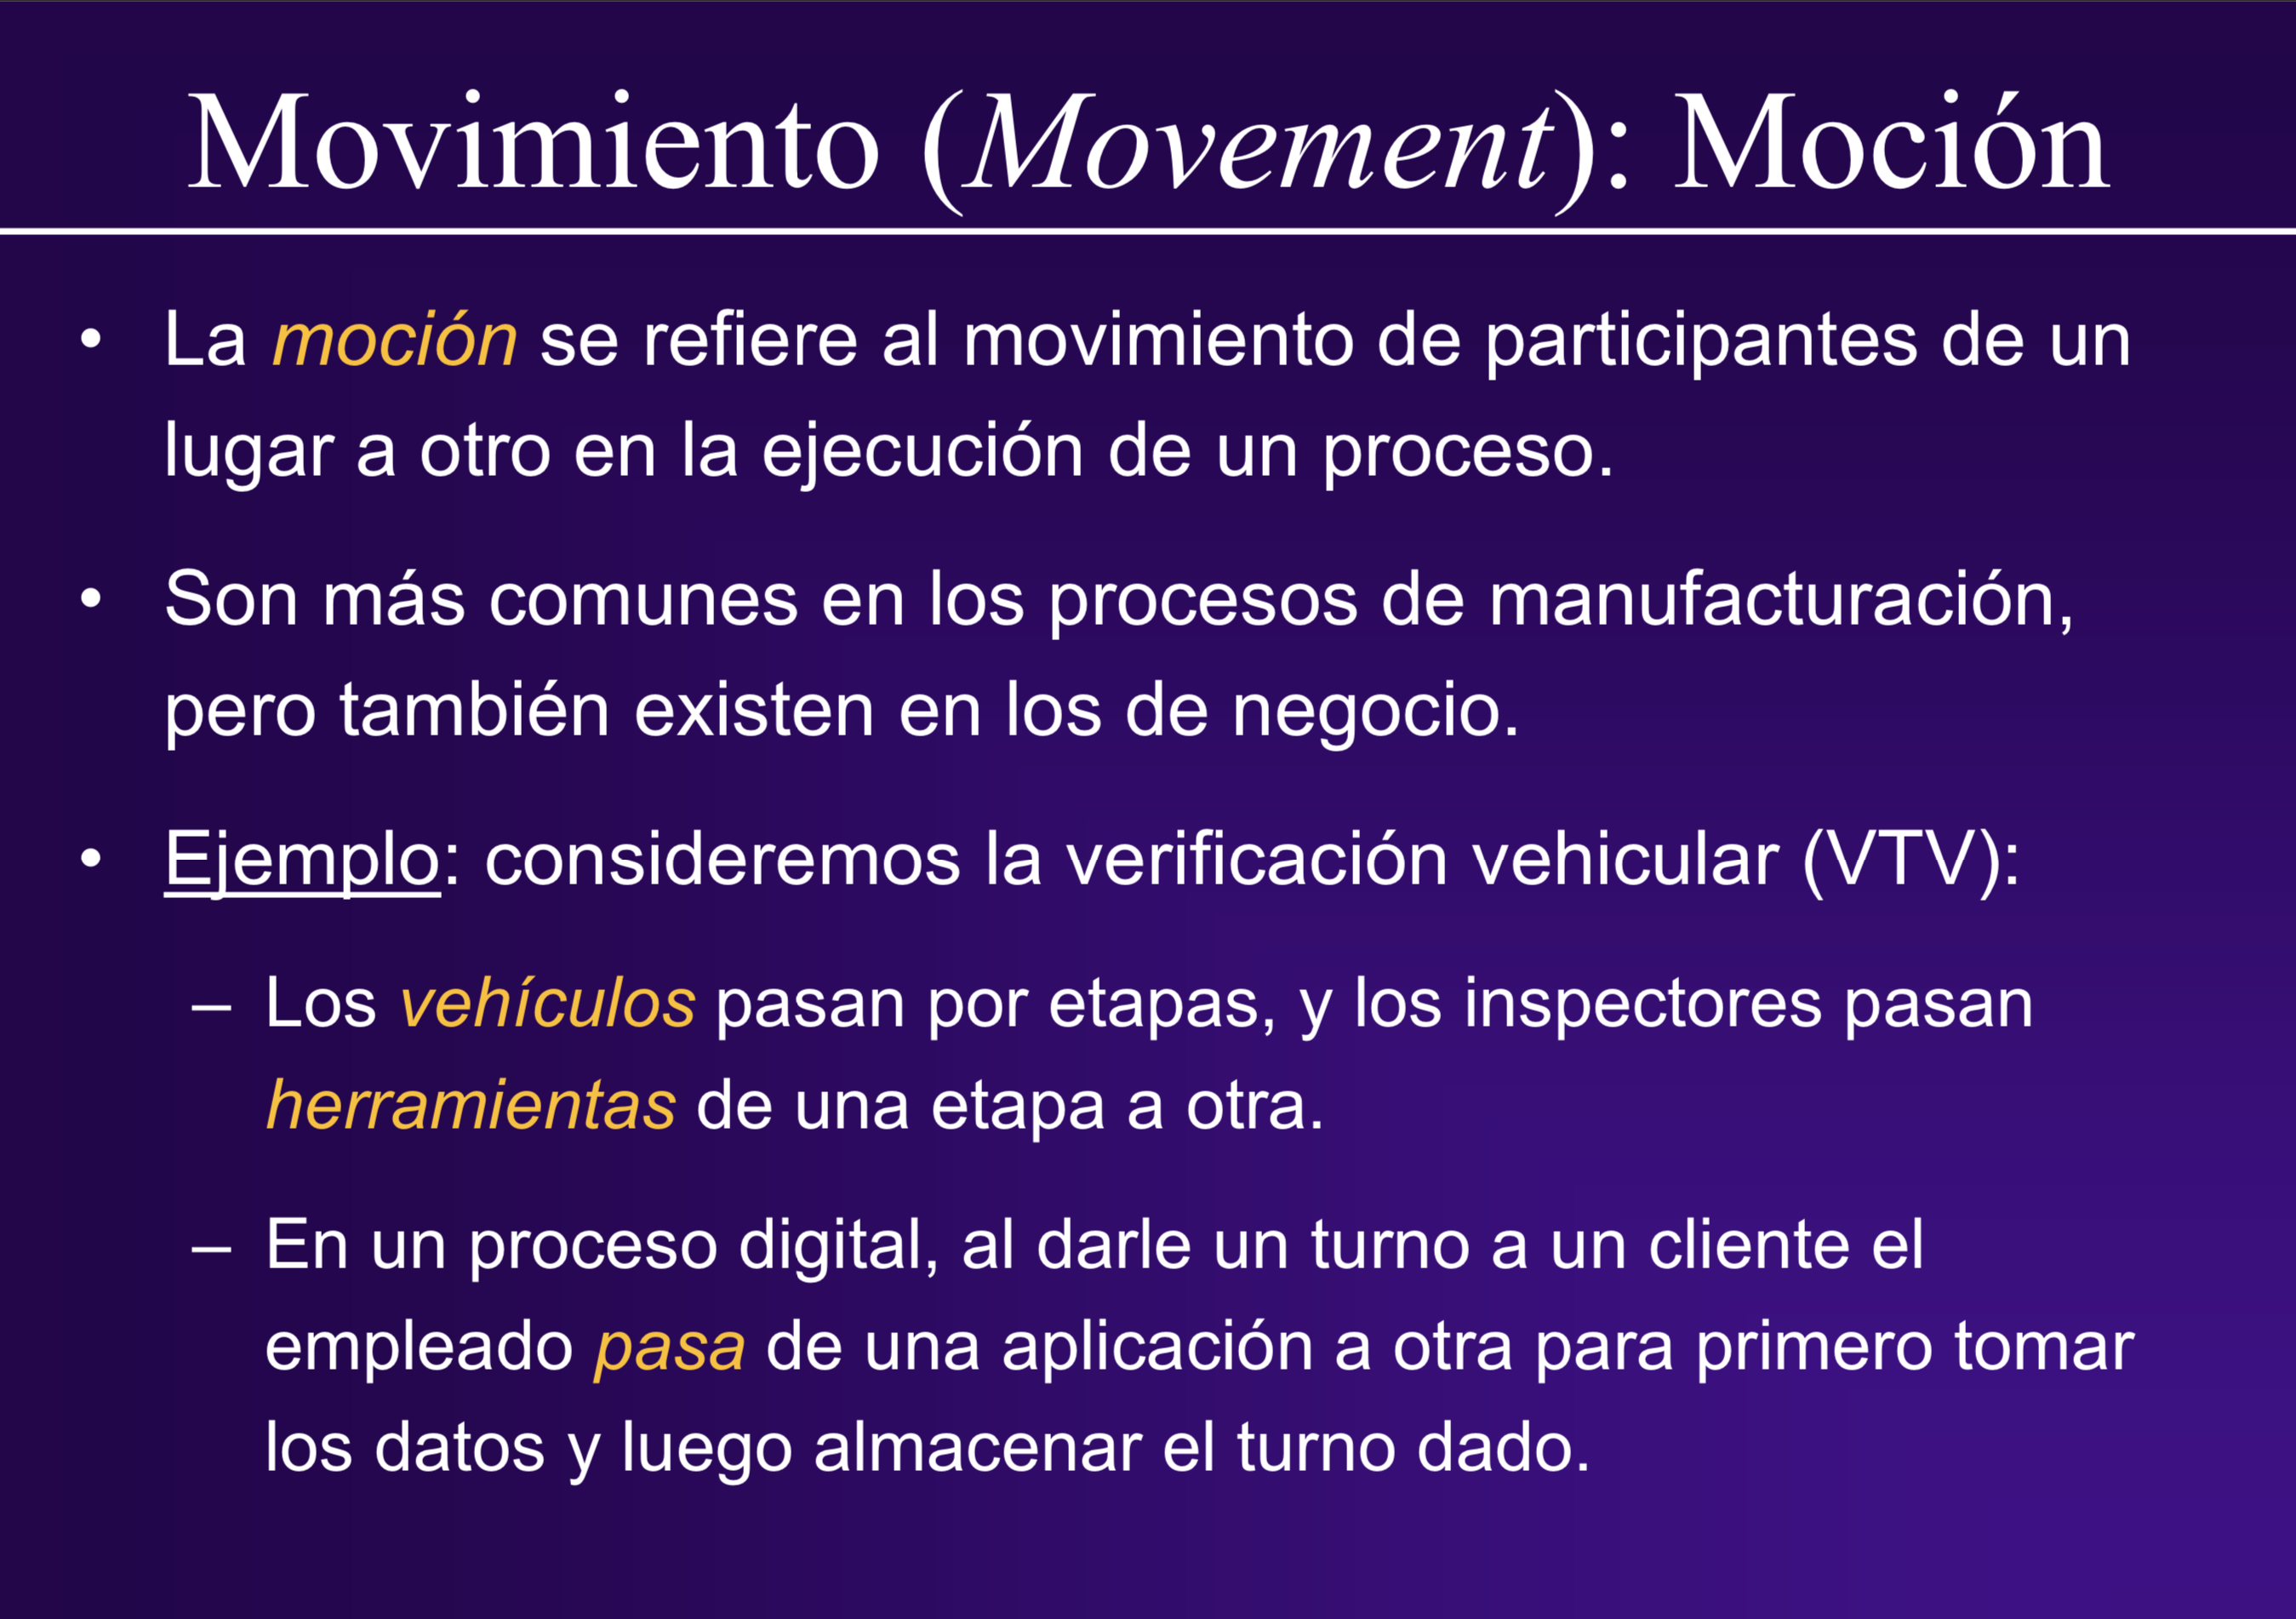 Movimiento (Movement): Moción
• La moción se refiere al movimiento de participantes de un
lugar a otro en la ejecución de un proceso.
• Son más comunes en los procesos de manufacturación,
pero también existen en los de negocio.
• Ejemplo: consideremos la verificación vehicular (VTV):
– Los vehículos pasan por etapas, y los inspectores pasan
herramientas de una etapa a otra.
– En un proceso digital, al darle un turno a un cliente el
empleado pasa de una aplicación a otra para primero tomar
los datos y luego almacenar el turno dado.